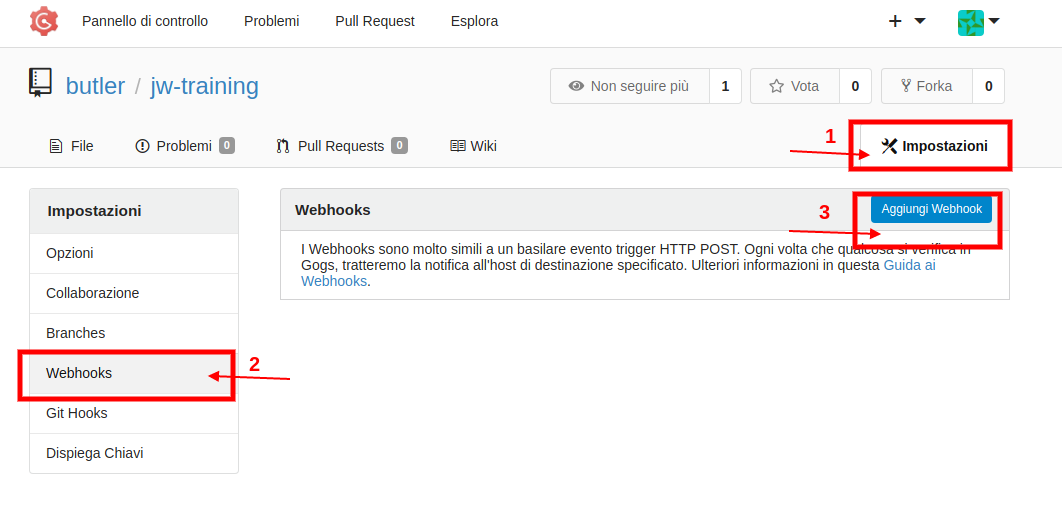 Pannello di controllo Problemi Pull Request Esplora
butler / jw-training
Non seguire più 1 Vota 0 Forka 0
File Problemi 0 Pull Requests 0 Wiki 1 Impostazioni
Impostazioni
Opzioni
Collaborazione
Branches
Webhooks 2
Git Hooks
Dispiega Chiavi
Webhooks 3 Aggiungi Webhook
I Webhooks sono molto simili a un basilare evento trigger HTTP POST. Ogni volta che qualcosa si verifica in
Gogs, tratteremo la notifica all'host di destinazione specificato. Ulteriori informazioni in questa Guida ai
Webhooks.